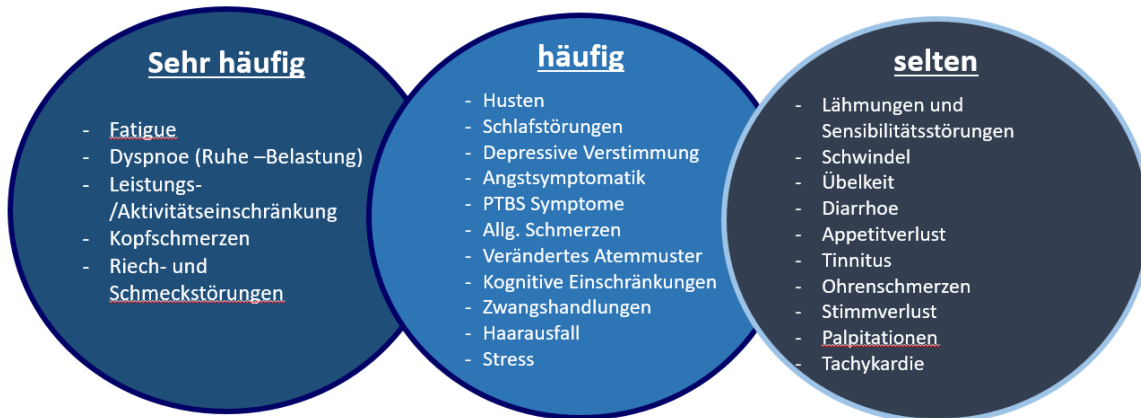 Sehr häufig
- Fatigue
- Dyspnoe (Ruhe –Belastung)
- Leistungs-
/Aktivitätseinschränkung
- Kopfschmerzen
- Riech- und
Schmeckstörungen
häufig
- Husten
- Schlafstörungen
- Depressive Verstimmung
- Angstsymptomatik
- PTBS Symptome
- Allg. Schmerzen
- Verändertes Atemmuster
- Kognitive Einschränkungen
- Zwangshandlungen
- Haarausfall
- Stress
selten
- Lähmungen und
Sensibilitätsstörungen
- Schwindel
- Übelkeit
- Diarrhoe
- Appetitverlust
- Tinnitus
- Ohrenschmerzen
- Stimmverlust
- Palpitationen
- Tachykardie